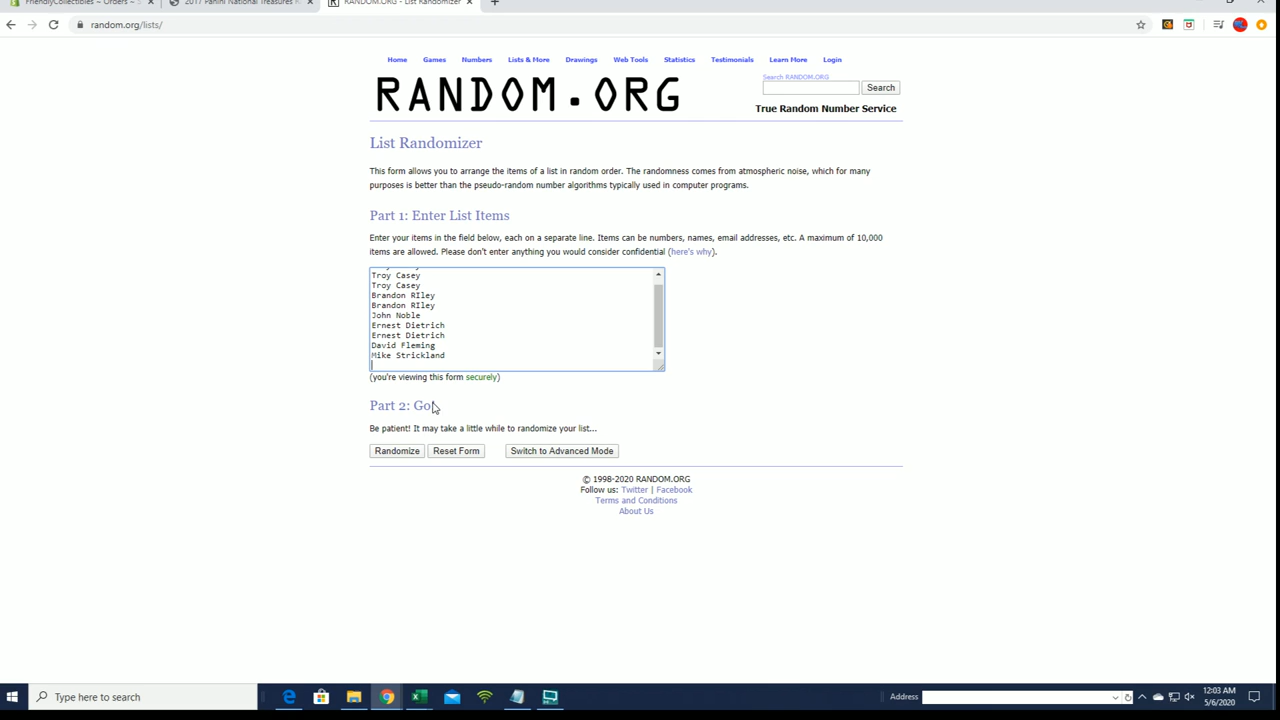 FriendlyCollectibles ~ Orders ~ S
2017 Panini National Treasures
RANDOM.ORG - List Randomizer
random.org/lists/
Home Games Numbers Lists & More Drawings Web Tools Statistics Testimonials Learn More Login
RANDOM.ORG
Search RANDOM.ORG
Search
True Random Number Service
List Randomizer
This form allows you to arrange the items of a list in random order. The randomness comes from atmospheric noise, which for many
purposes is better than the pseudo-random number algorithms typically used in computer programs.
Part 1: Enter List Items
Enter your items in the field below, each on a separate line. Items can be numbers, names, email addresses, etc. A maximum of 10,000
items are allowed. Please don't enter anything you would consider confidential (here's why).
Troy Casey
Troy Casey
Brandon RIley
Brandon RIley
John Noble
Ernest Dietrich
Ernest Dietrich
David Fleming
Mike Strickland
(you're viewing this form securely)
Part 2: Go!
Be patient! It may take a little while to randomize your list...
Randomize Reset Form Switch to Advanced Mode
© 1998-2020 RANDOM.ORG
Follow us: Twitter | Facebook
Terms and Conditions
About Us
Type here to search
Address
12:03 AM
5/6/2020